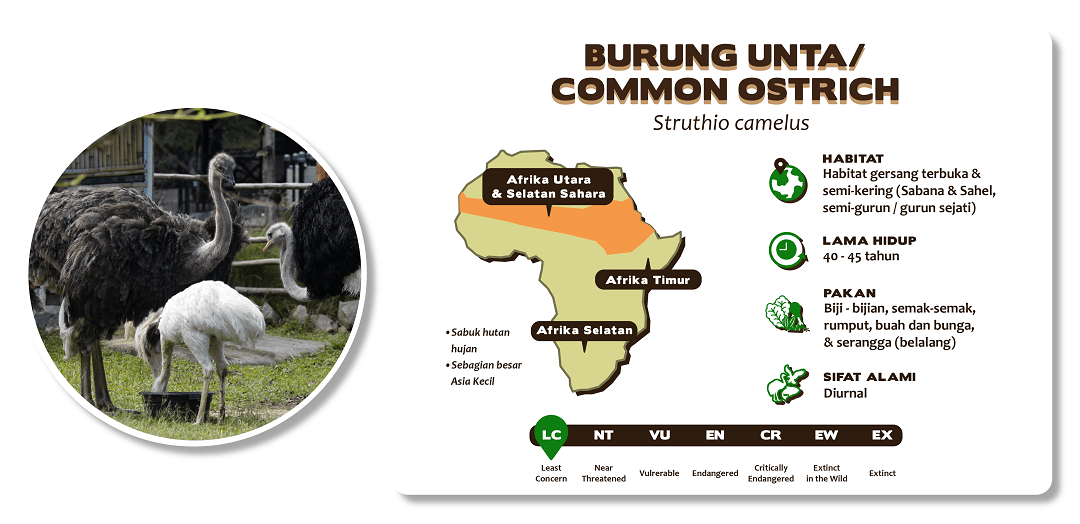 BURUNG UNTA/
COMMON OSTRICH
Struthio camelus
Afrika Utara
& Selatan Sahara
Afrika Timur
Afrika Selatan
• Sabuk hutan
hujan
• Sebagian besar
Asia Kecil
HABITAT
Habitat gersang terbuka &
semi-kering (Sabana & Sahel,
semi-gurun / gurun sejati)
LAMA HIDUP
40 - 45 tahun
PAKAN
Biji - bijian, semak-semak,
rumput, buah dan bunga,
& serangga (belalang)
SIFAT ALAMI
Diurnal
LC NT VU EN CR EW EX
Least Concern
Near Threatened
Vulrerable
Endangered
Critically Endangered
Extinct in the Wild
Extinct